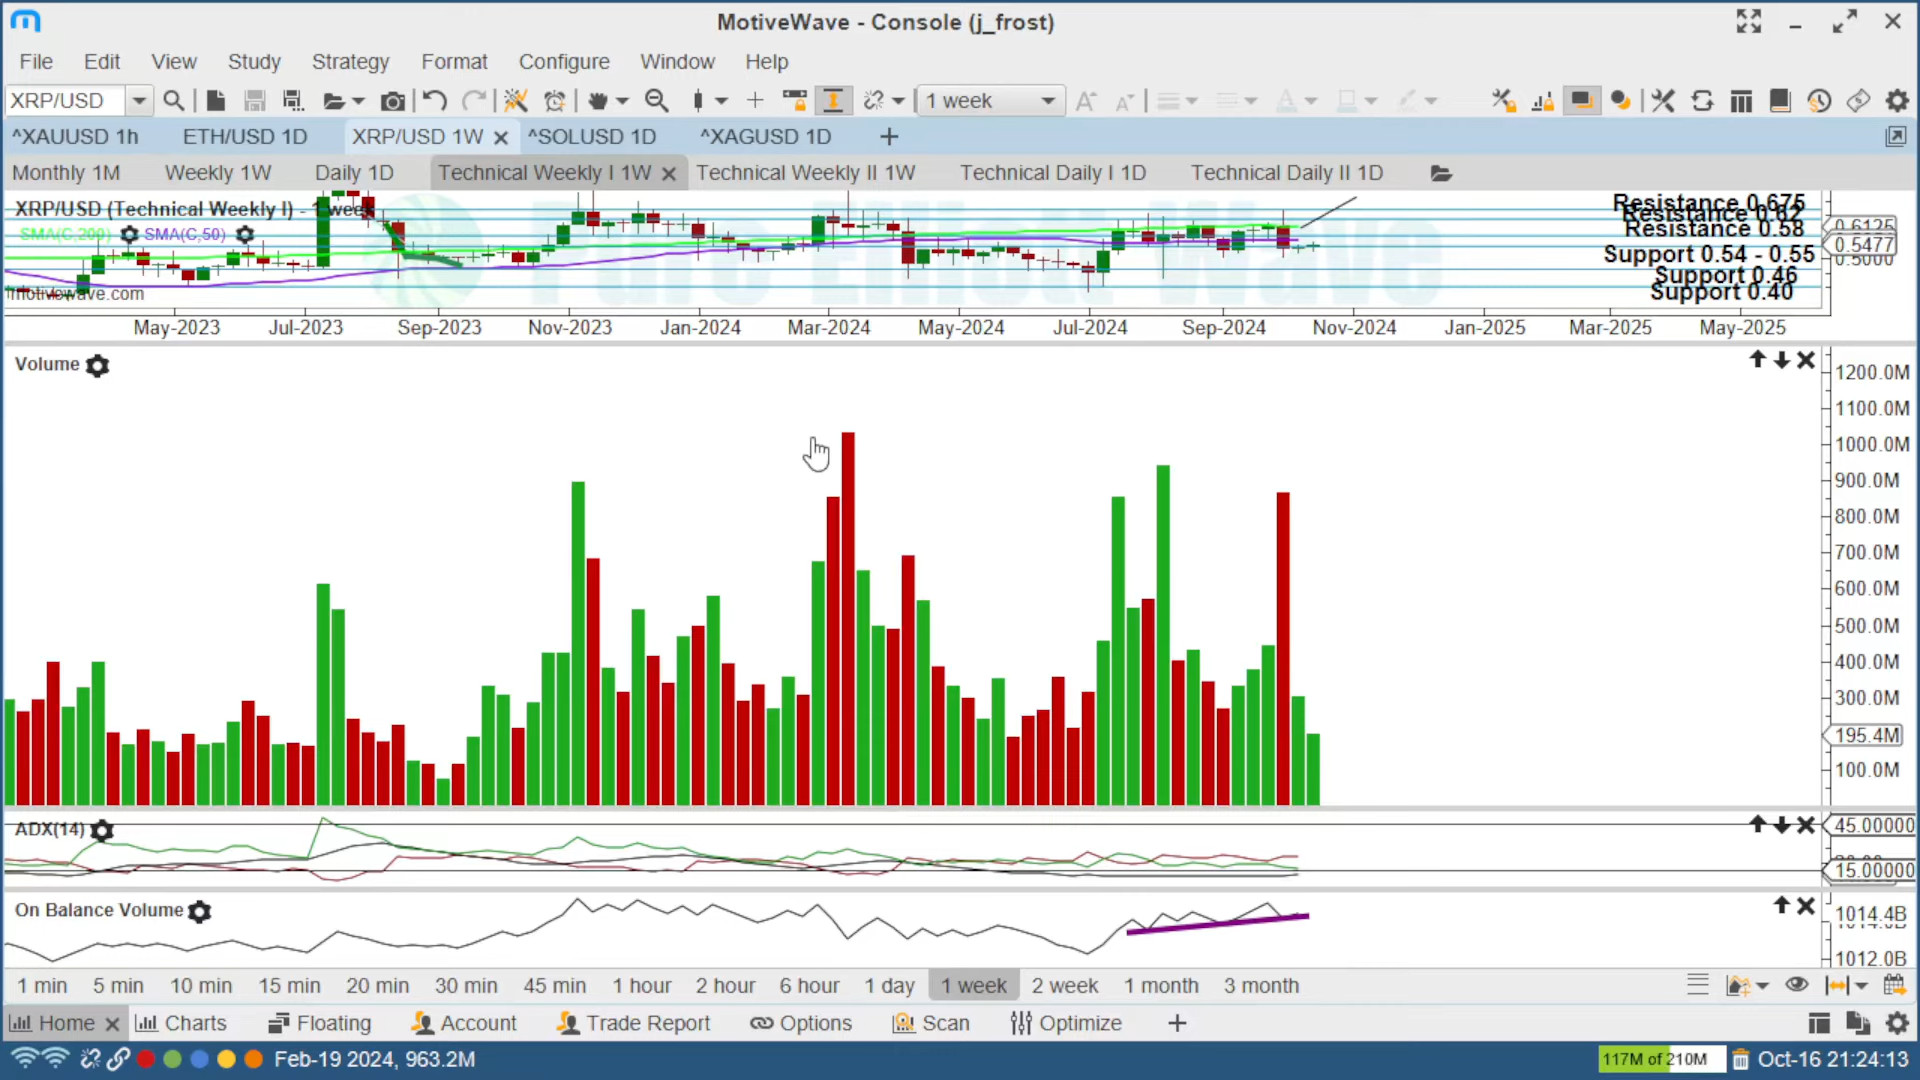 MotiveWave - Console (j_frost)
File Edit View Study Strategy Format Configure Window Help
XRP/USD 1 week
^XAUUSD 1h ETH/USD 1D XRP/USD 1W ^SOLUSD 1D ^XAGUSD 1D
Monthly 1M Weekly 1W Daily 1D Technical Weekly I 1W Technical Weekly II 1W Technical Daily I 1D Technical Daily II 1D
XRP/USD (Technical Weekly I) - 1 week
SMA(C,200) SMA(C,50)
Resistance 0.675
Resistance 0.62
Resistance 0.58
Support 0.54 - 0.55
Support 0.46
Support 0.40
0.6125
0.5477
0.5000
Pure Elliott Wave
motivewave.com
May-2023 Jul-2023 Sep-2023 Nov-2023 Jan-2024 Mar-2024 May-2024 Jul-2024 Sep-2024 Nov-2024 Jan-2025 Mar-2025 May-2025
Volume
1200.0M
1100.0M
1000.0M
900.0M
800.0M
700.0M
600.0M
500.0M
400.0M
300.0M
195.4M
100.0M
ADX(14)
45.00000
15.00000
On Balance Volume
1014.4B
1012.0B
1 min 5 min 10 min 15 min 20 min 30 min 45 min 1 hour 2 hour 6 hour 1 day 1 week 2 week 1 month 3 month
Home Charts Floating Account Trade Report Options Scan Optimize
Feb-19 2024, 963.2M 117M of 210M Oct-16 21:24:13